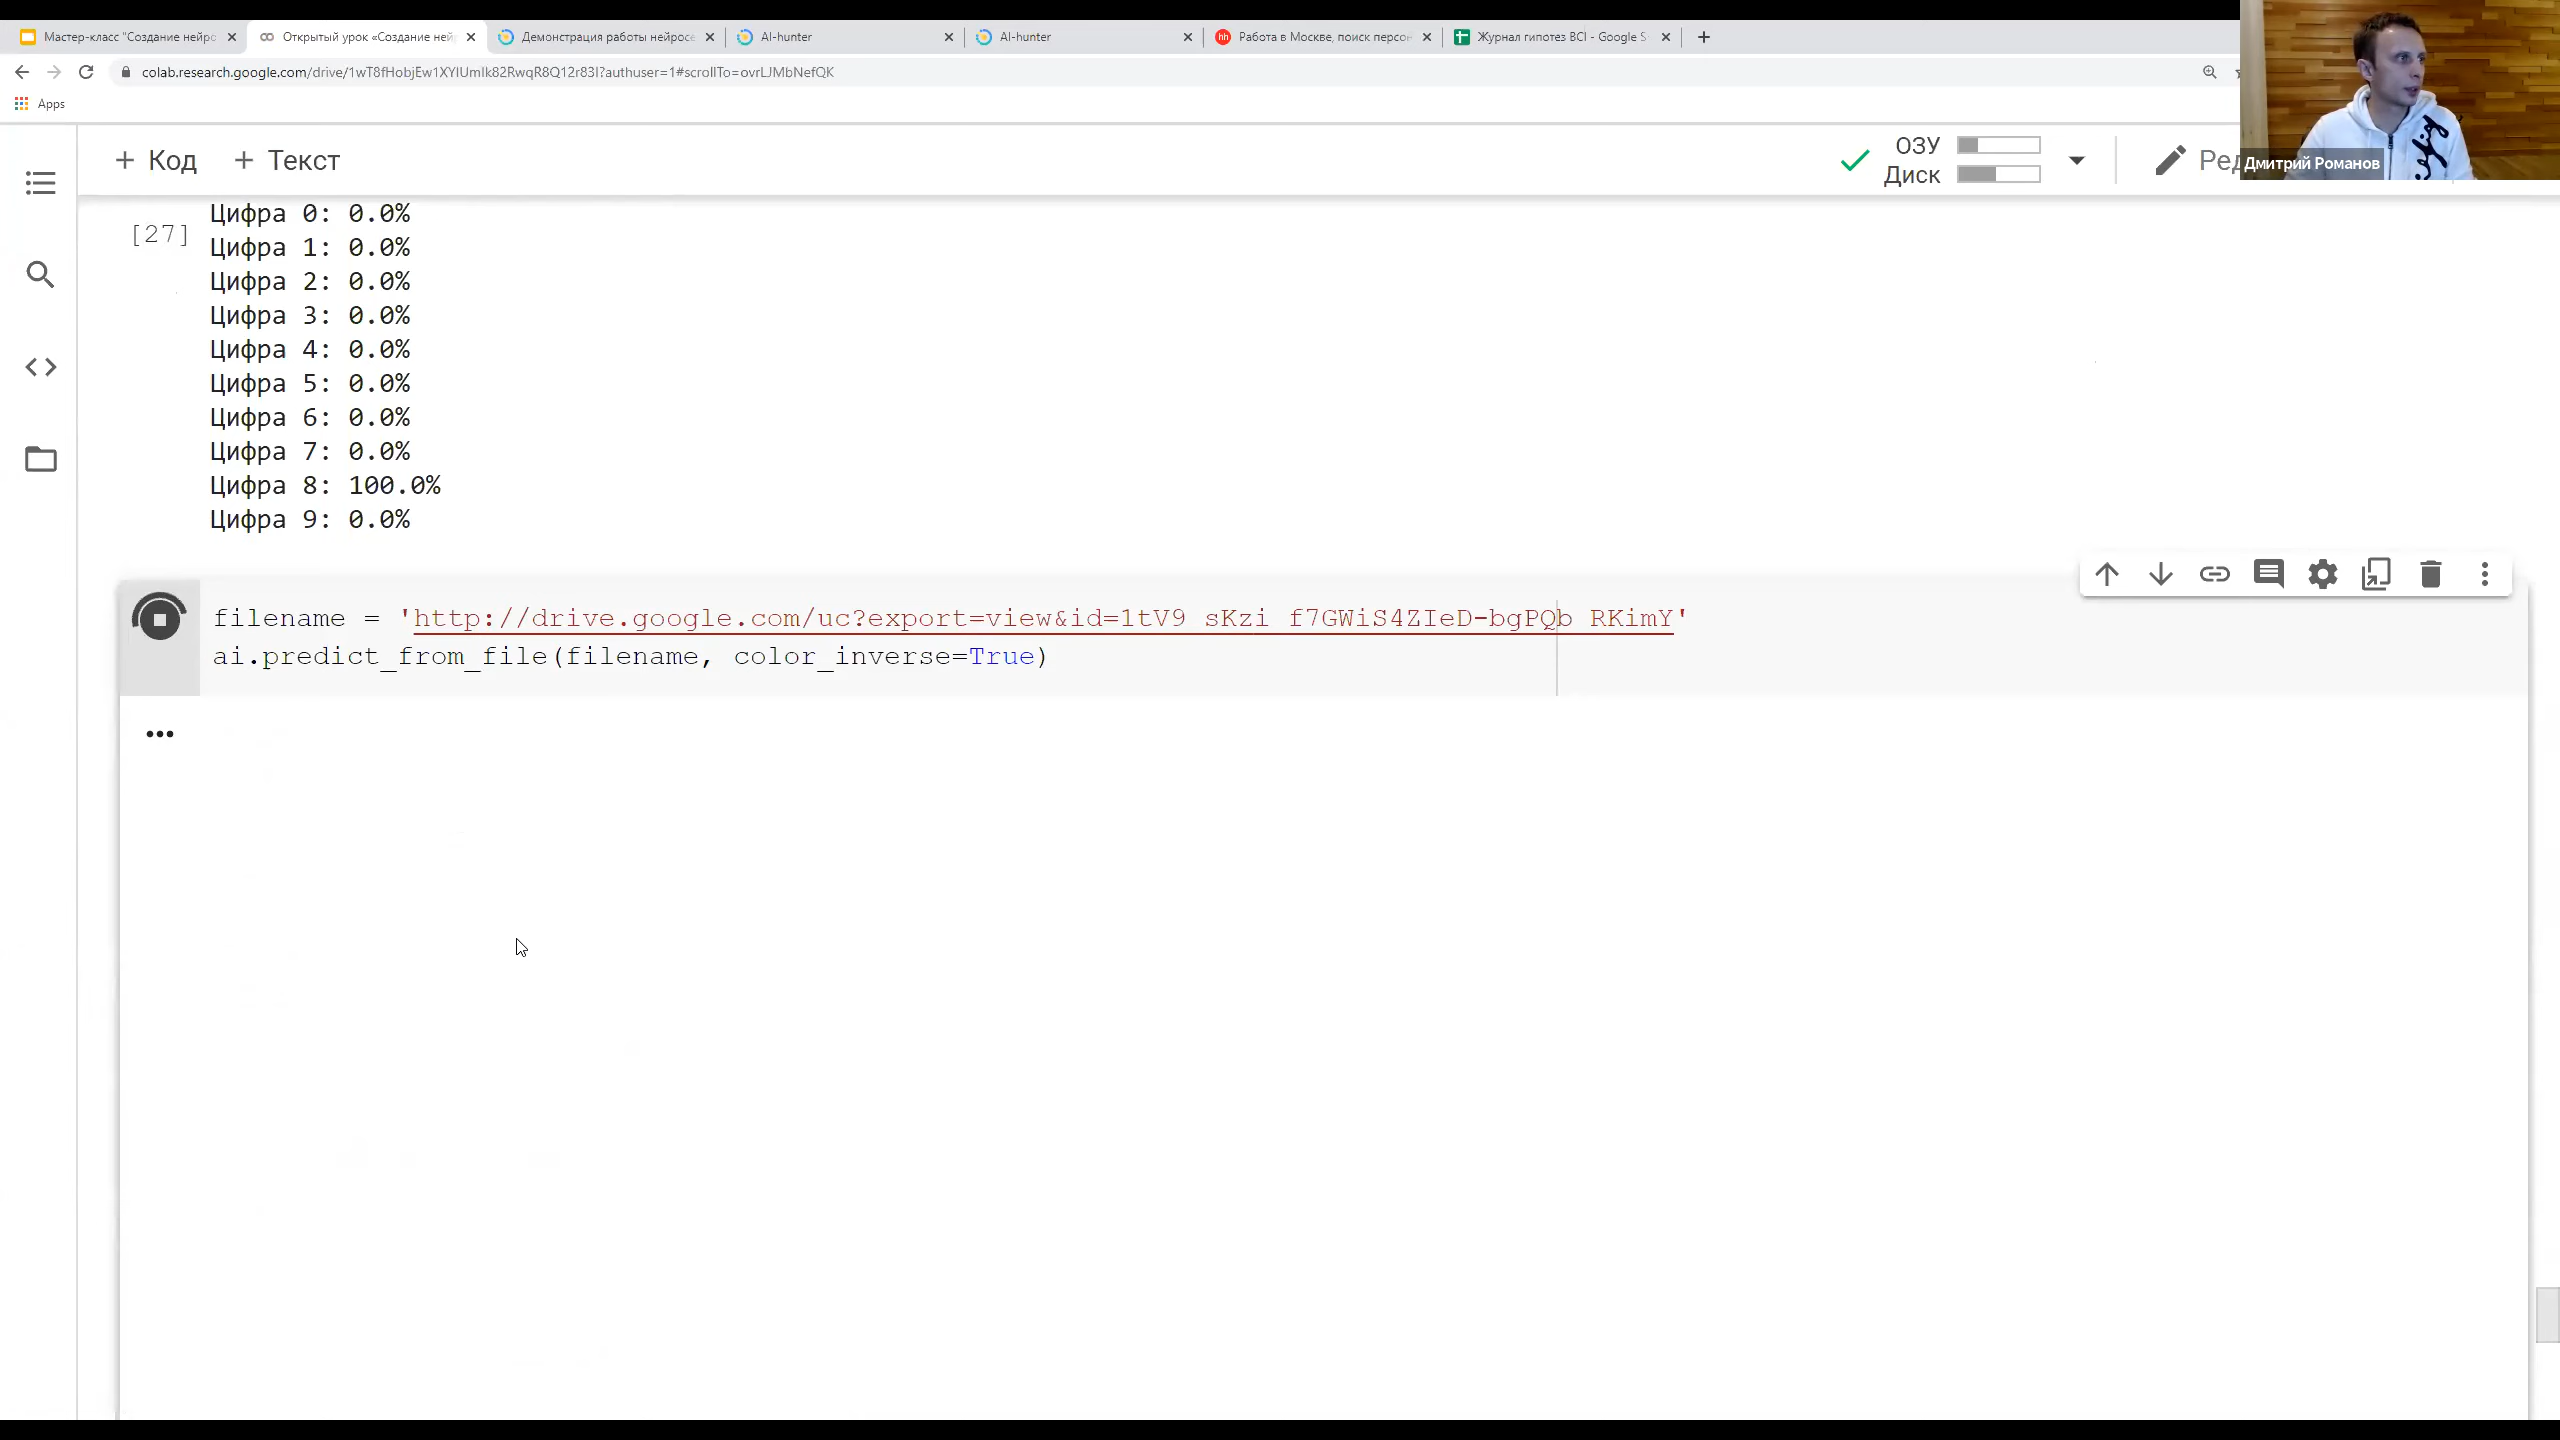 Мастер-класс "Создание нейро
Открытый урок «Создание ней
Демонстрация работы нейросе
AI-hunter
AI-hunter
Работа в Москве, поиск персо
Журнал гипотез BCI - Google S
colab.research.google.com/drive/1wT8fHobjEw1XYlUmIk82RwqR8Q12r83I?authuser=1#scrollTo=ovrLJMbNefQK
Apps
+ Код + Текст
ОЗУ
Диск
Ред
Дмитрий Романов
[27]
Цифра 0: 0.0%
Цифра 1: 0.0%
Цифра 2: 0.0%
Цифра 3: 0.0%
Цифра 4: 0.0%
Цифра 5: 0.0%
Цифра 6: 0.0%
Цифра 7: 0.0%
Цифра 8: 100.0%
Цифра 9: 0.0%
filename = 'http://drive.google.com/uc?export=view&id=1tV9_sKzi_f7GWiS4ZIeD-bgPQb_RKimY'
ai.predict_from_file(filename, color_inverse=True)